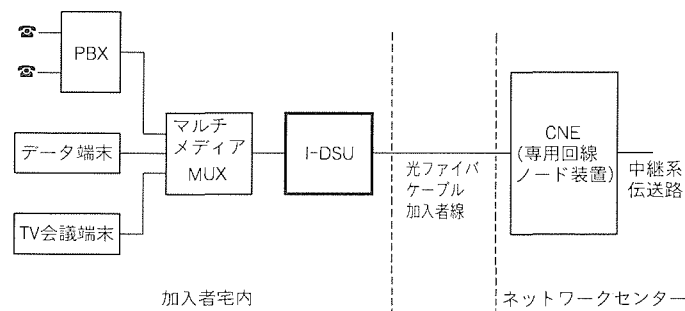 PBX
データ端末
TV会議端末
マルチ
メディア
MUX
I-DSU
光ファイバ
ケーブル
加入者線
CNE
(専用回線
ノード装置)
中継系
伝送路
加入者宅内
ネットワークセンター